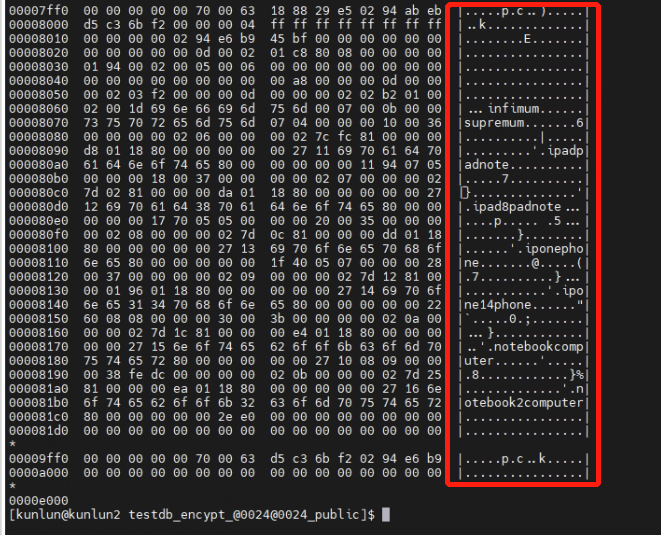 00007ff0  00 00 00 00 00 70 00 63  18 88 29 e5 02 94 ab eb  |.....p.c..).....|
00008000  d5 c3 6b f2 00 00 00 04  ff ff ff ff ff ff ff ff  |..k.............|
00008010  00 00 00 00 02 94 e6 b9  45 bf 00 00 00 00 00 00  |........E.......|
00008020  00 00 00 00 00 0d 00 02  01 c8 80 08 00 00 00 00  |................|
00008030  01 94 00 02 00 05 00 06  00 00 00 00 00 00 00 00  |................|
00008040  00 00 00 00 00 00 00 00  00 a8 00 00 00 0d 00 00  |................|
00008050  00 02 03 f2 00 00 00 0d  00 00 00 02 02 b2 01 00  |................|
00008060  02 00 1d 69 6e 66 69 6d  75 6d 00 07 00 0b 00 00  |...infimum......|
00008070  73 75 70 72 65 6d 75 6d  07 04 00 00 00 10 00 36  |supremum.......6|
00008080  00 00 00 00 02 06 00 00  00 02 7c fc 81 00 00 00  |..........|.....|
00008090  d8 01 18 80 00 00 00 00  00 27 11 69 70 61 64 70  |.........'.ipadp|
000080a0  61 64 6e 6f 74 65 80 00  00 00 00 00 11 94 07 05  |adnote..........|
000080b0  00 00 00 18 00 37 00 00  00 00 02 07 00 00 00 02  |.....7..........|
000080c0  7d 02 81 00 00 00 da 01  18 80 00 00 00 00 00 27  |}..............'|
000080d0  12 69 70 61 64 38 70 61  64 6e 6f 74 65 80 00 00  |.ipad8padnote...|
000080e0  00 00 00 17 70 05 05 00  00 00 20 00 35 00 00 00  |....p..... .5...|
000080f0  00 02 08 00 00 00 02 7d  0c 81 00 00 00 dd 01 18  |.......}........|
00008100  80 00 00 00 00 00 27 13  69 70 6f 6e 65 70 68 6f  |......'.iponepho|
00008110  6e 65 80 00 00 00 00 00  1f 40 05 07 00 00 00 28  |ne.......@.....(|
00008120  00 37 00 00 00 00 02 09  00 00 00 02 7d 12 81 00  |.7..........}...|
00008130  00 01 96 01 18 80 00 00  00 00 00 27 14 69 70 6f  |...........'.ipo|
00008140  6e 65 31 34 70 68 6f 6e  65 80 00 00 00 00 00 22  |ne14phone......"|
00008150  60 08 08 00 00 00 30 00  3b 00 00 00 00 02 0a 00  |`.....0.;.......|
00008160  00 00 02 7d 1c 81 00 00  00 e4 01 18 80 00 00 00  |...}............|
00008170  00 00 27 15 6e 6f 74 65  62 6f 6f 6b 63 6f 6d 70  |..'.notebookcomp|
00008180  75 74 65 72 80 00 00 00  00 00 27 10 08 09 00 00  |uter......'.....|
00008190  00 38 fe dc 00 00 00 00  02 0b 00 00 00 02 7d 25  |.8............}%|
000081a0  81 00 00 00 ea 01 18 80  00 00 00 00 00 27 16 6e  |.............'.n|
000081b0  6f 74 65 62 6f 6f 6b 32  63 6f 6d 70 75 74 65 72  |otebook2computer|
000081c0  80 00 00 00 00 00 2e e0  00 00 00 00 00 00 00 00  |................|
000081d0  00 00 00 00 00 00 00 00  00 00 00 00 00 00 00 00  |................|
*
00009ff0  00 00 00 00 00 70 00 63  d5 c3 6b f2 02 94 e6 b9  |.....p.c..k.....|
0000a000  00 00 00 00 00 00 00 00  00 00 00 00 00 00 00 00  |................|
*
0000e000
[kunlun@kunlun2 testdb_encypt_@0024@0024_public]$